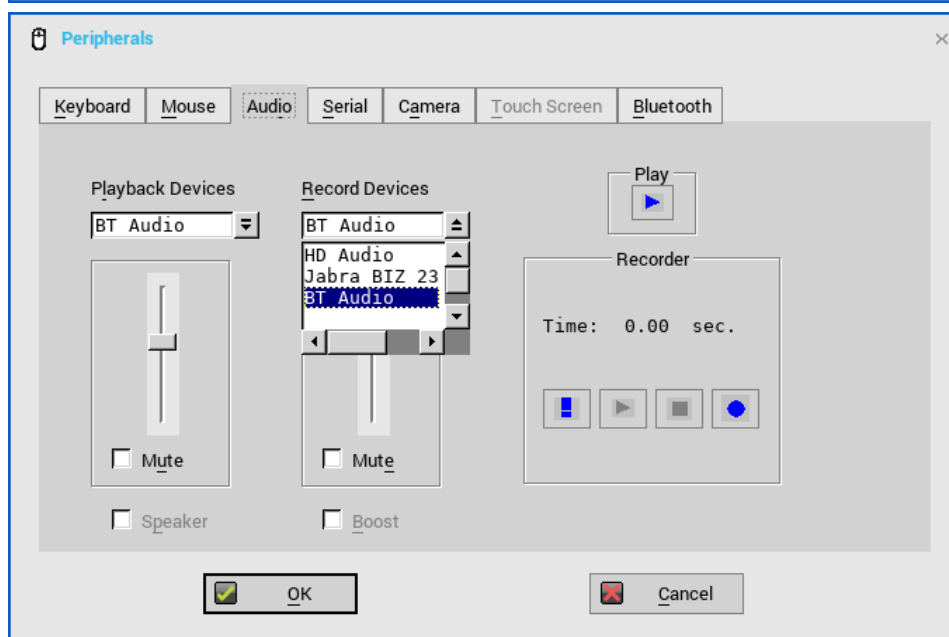 Peripherals
Keyboard Mouse Audio Serial Camera Touch Screen Bluetooth
Playback Devices
BT Audio
Mute
Speaker
Record Devices
BT Audio
HD Audio
Jabra BIZ 23
BT Audio
Mute
Boost
Play
Recorder
Time: 0.00 sec.
OK
Cancel